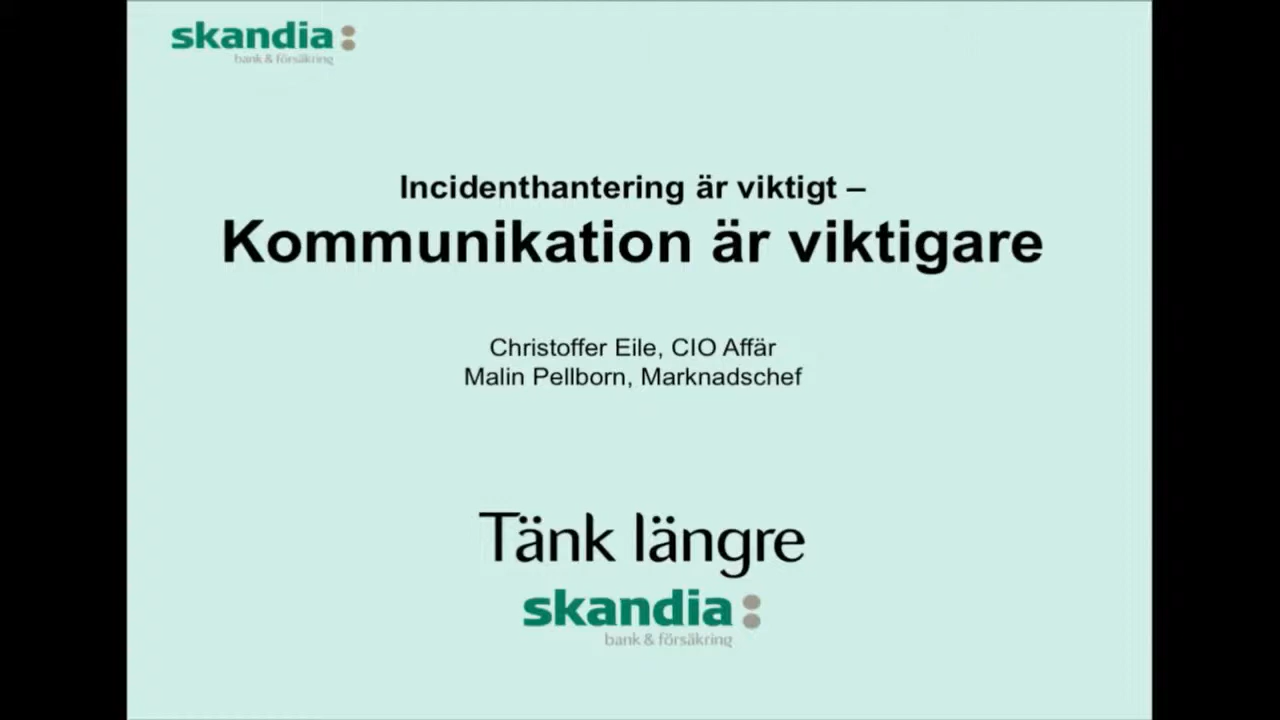 skandia:
bank & försäkring
Incidenthantering är viktigt –
Kommunikation är viktigare
Christoffer Eile, CIO Affär
Malin Pellborn, Marknadschef
Tänk längre
skandia:
bank & försäkring